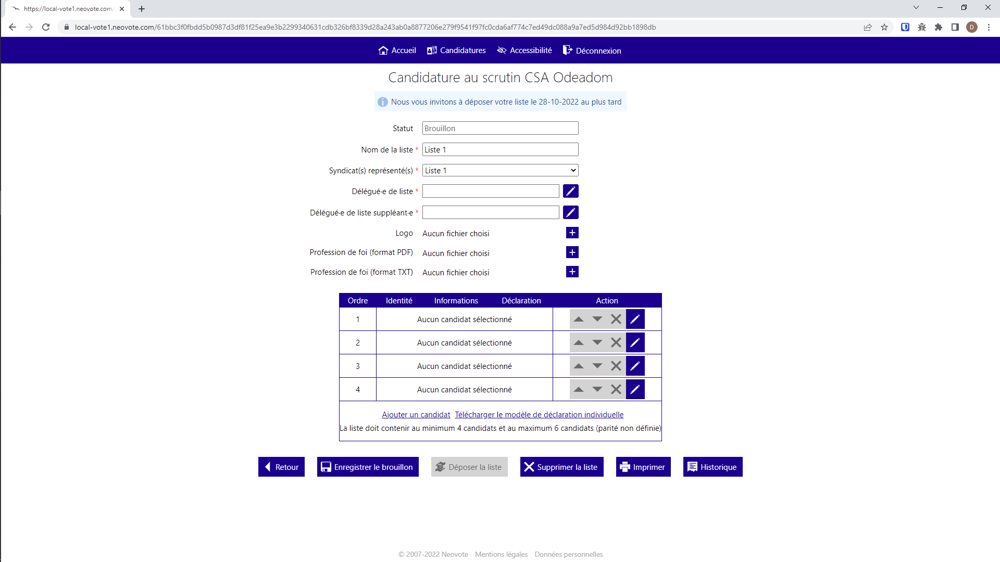 https://local-vote1.neovote.com/
local-vote1.neovote.com/61bbc3f0fbdd5b0987d3df81f25ea9e3b2299340631cdb326bf8339d28a243ab0a8877206e279f9541f97fc0cda6af774c7ed49dc088a9a7ed5d984d92bb1898db
D
Accueil Candidatures Accessibilité Déconnexion
Candidature au scrutin CSA Odeadom
Nous vous invitons à déposer votre liste le 28-10-2022 au plus tard
Statut Brouillon
Nom de la liste * Liste 1
Syndicat(s) représenté(s) * Liste 1
Délégué·e de liste *
Délégué·e de liste suppléant·e *
Logo Aucun fichier choisi
Profession de foi (format PDF) Aucun fichier choisi
Profession de foi (format TXT) Aucun fichier choisi
Ordre Identité Informations Déclaration Action
1 Aucun candidat sélectionné
2 Aucun candidat sélectionné
3 Aucun candidat sélectionné
4 Aucun candidat sélectionné
Ajouter un candidat Télécharger le modèle de déclaration individuelle
La liste doit contenir au minimum 4 candidats et au maximum 6 candidats (parité non définie)
Retour Enregistrer le brouillon Déposer la liste Supprimer la liste Imprimer Historique
© 2007-2022 Neovote Mentions légales Données personnelles